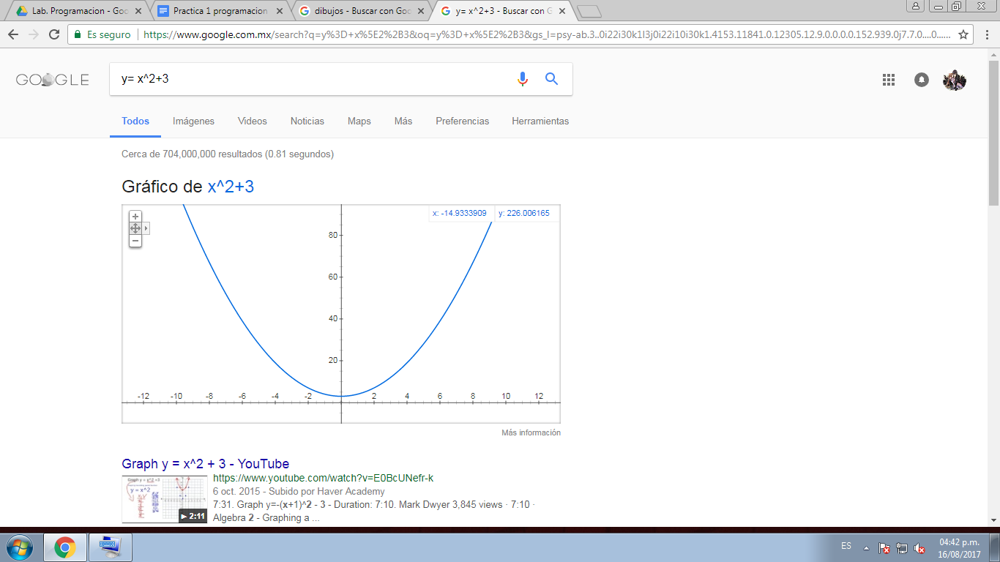 Lab. Programacion - Goo
Practica 1 programacion
dibujos - Buscar con Goo
y= x^2+3 - Buscar con G
Es seguro
https://www.google.com.mx/search?q=y%3D+x%5E2%2B3&oq=y%3D+x%5E2%2B3&gs_l=psy-ab.3..0i22i30k1l3j0i22i10i30k1.4153.11841.0.12305.12.9.0.0.0.0.152.939.0j7.7.0....0......
GOOGLE
y= x^2+3
Todos
Imágenes
Videos
Noticias
Maps
Más
Preferencias
Herramientas
Cerca de 704,000,000 resultados (0.81 segundos)
Gráfico de x^2+3
x: -14.9333909
y: 226.006165
80
60
40
20
-12 -10 -8 -6 -4 -2 2 4 6 8 10 12
Más información
Graph y = x^2 + 3 - YouTube
https://www.youtube.com/watch?v=E0BcUNefr-k
6 oct. 2015 - Subido por Haver Academy
7:31. Graph y=-(x+1)^2 - 3 - Duration: 7:10. Mark Dwyer 3,845 views · 7:10 ·
Algebra 2 - Graphing a ...
2:11
ES
04:42 p.m.
16/08/2017